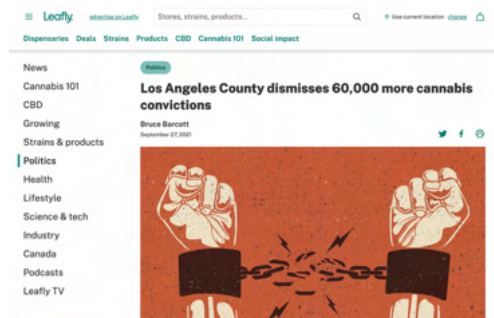 Leafly.
advertise on Leafly
Stores, strains, products...
Use current location change
Dispensaries Deals Strains Products CBD Cannabis 101 Social impact
News
Cannabis 101
CBD
Growing
Strains & products
Politics
Health
Lifestyle
Science & tech
Industry
Canada
Podcasts
Leafly TV
Politics
Los Angeles County dismisses 60,000 more cannabis
convictions
Bruce Barcott
September 27, 2021